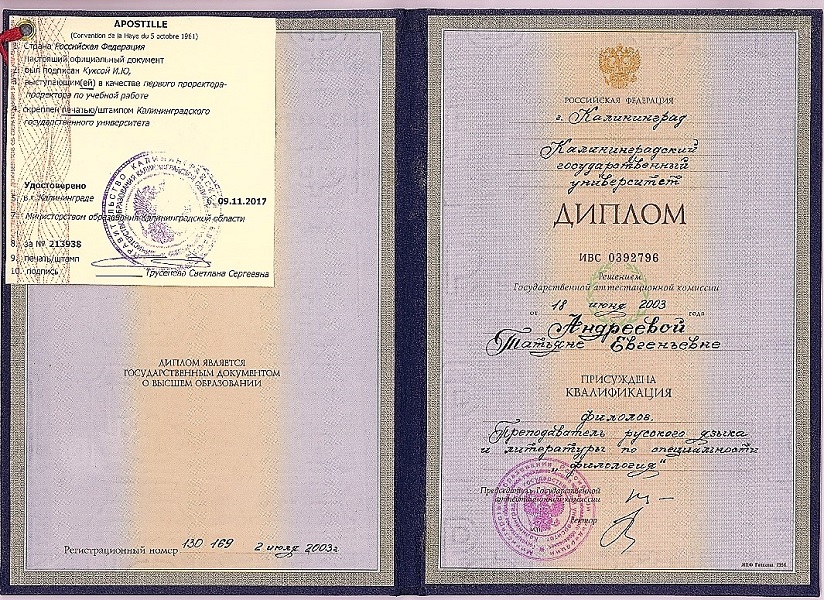 APOSTILLE
(Convention de la Haye du 5 octobre 1961)
1. Страна Российская Федерация
Настоящий официальный документ
2. был подписан Куксой И.Ю,
3. выступающим(ей) в качестве первого проректора-
проректора по учебной работе
4. скреплен печатью/штампом Калининградского
государственного университета
Удостоверено
5. в г. Калининграде 6. 09.11.2017
7. Министерством образования Калининградской области
8. за № 213938
9. печать/штамп
10. подпись Трусенёва Светлана Сергеевна
ДИПЛОМ ЯВЛЯЕТСЯ
ГОСУДАРСТВЕННЫМ ДОКУМЕНТОМ
О ВЫСШЕМ ОБРАЗОВАНИИ
Регистрационный номер 130 169 2 июля 2003г
РОССИЙСКАЯ ФЕДЕРАЦИЯ
г. Калининград
Калининградский
государственный
университет
ДИПЛОМ
ИВС 0392796
Решением
Государственной аттестационной комиссии
от 18 июня 2003 года
Андреевой
Татьяне Евгеньевне
ПРИСУЖДЕНА
КВАЛИФИКАЦИЯ
филолог.
Преподаватель русского языка
и литературы по специальности
"филология"
Председатель Государственной
аттестационной комиссии
Ректор